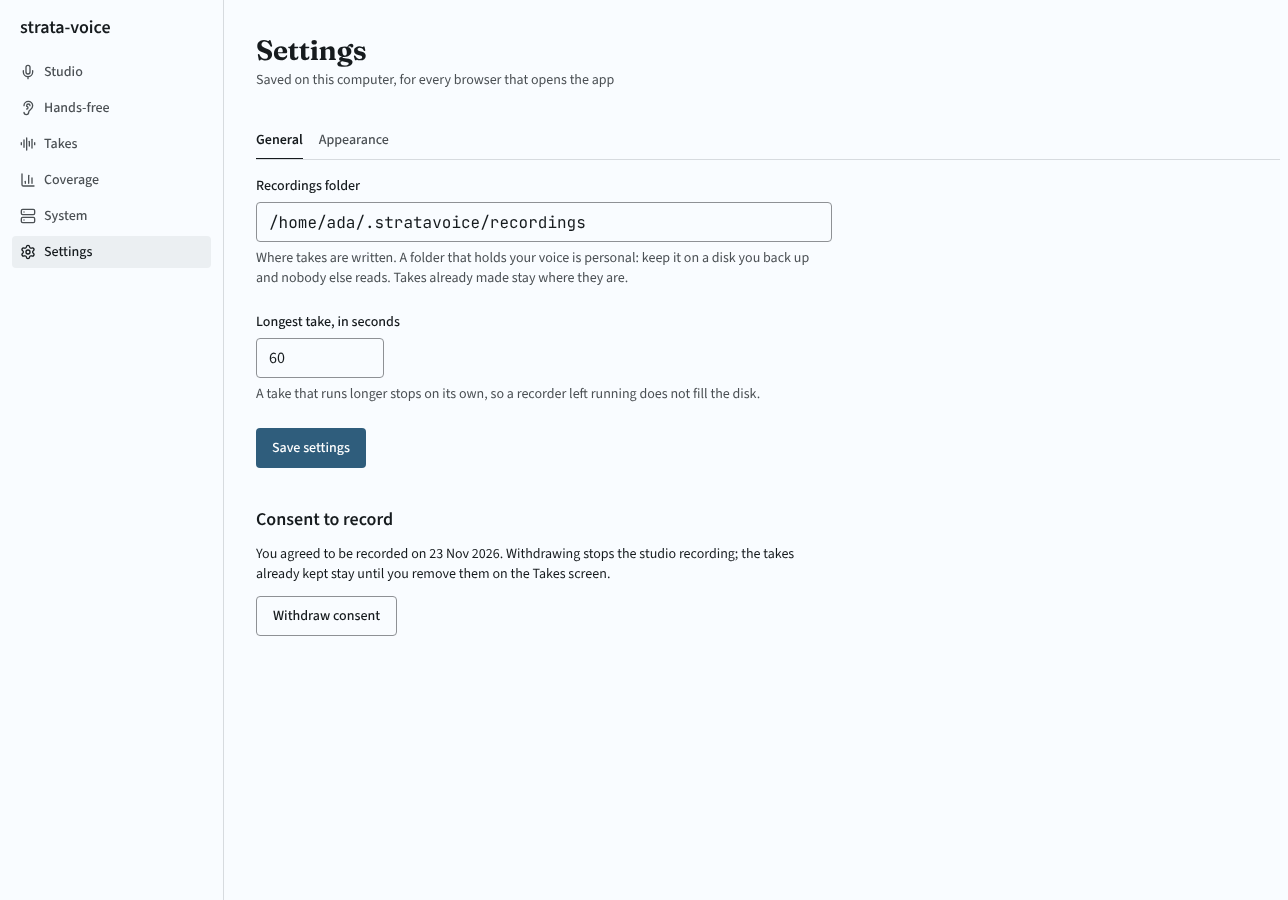 strata-voice
Studio
Hands-free
Takes
Coverage
System
Settings
Settings
Saved on this computer, for every browser that opens the app
General
Appearance
Recordings folder
/home/ada/.stratavoice/recordings
Where takes are written. A folder that holds your voice is personal: keep it on a disk you back up
and nobody else reads. Takes already made stay where they are.
Longest take, in seconds
60
A take that runs longer stops on its own, so a recorder left running does not fill the disk.
Save settings
Consent to record
You agreed to be recorded on 23 Nov 2026. Withdrawing stops the studio recording; the takes
already kept stay until you remove them on the Takes screen.
Withdraw consent